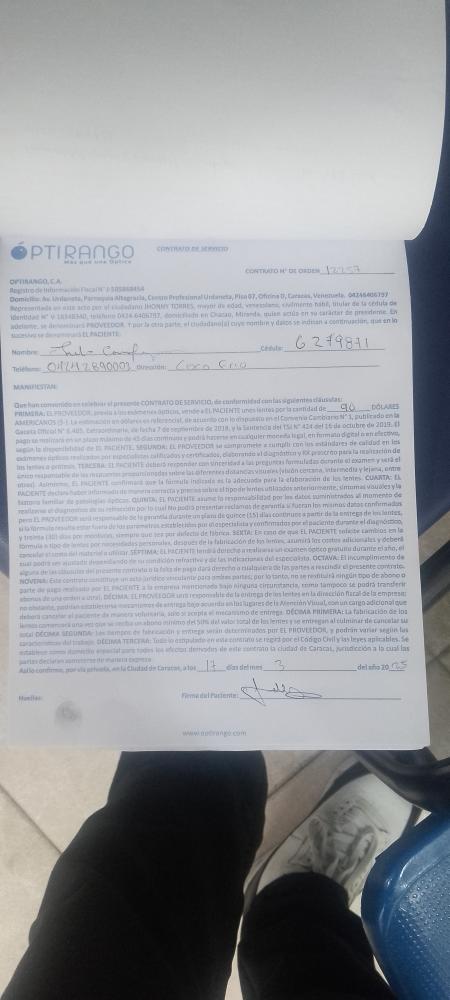 OPTIRANGO
Más que una Óptica
CONTRATO DE SERVICIO
CONTRATO N° DE ORDEN 12257
OPTIRANGO, C.A.
Registro de Información Fiscal N° J-505868454
Domicilio: Av. Urdaneta, Parroquia Altagracia, Centro Profesional Urdaneta, Piso 07, Oficina D, Caracas, Venezuela. 04246406797
Representada en este acto por el ciudadano JHONNY TORRES, mayor de edad, venezolano, civilmente hábil, titular de la cédula de
identidad N° V-18348340, teléfono 0424-6406797, domiciliado en Chacao, Miranda, quien actúa en su carácter de presidente. En
adelante, se denominará PROVEEDOR. Y por la otra parte, el ciudadano(a) cuyo nombre y datos se indican a continuación, que en lo
sucesivo se denominará EL PACIENTE.
Nombre: Cédula: 6279871
Teléfono: 04242890003 Dirección: Coco
MANIFIESTAN:
Que han convenido en celebrar el presente CONTRATO DE SERVICIO, de conformidad con las siguientes cláusulas:
PRIMERA: EL PROVEEDOR, previo a los exámenes ópticos, vende a EL PACIENTE unos lentes por la cantidad de 90 DÓLARES
AMERICANOS ($-). La estimación en dólares es referencial, de acuerdo con lo dispuesto en el Convenio Cambiario N° 1, publicado en la
Gaceta Oficial N° 6.405, Extraordinario, de fecha 7 de septiembre de 2018, y la Sentencia del TSJ N° 424 del 16 de octubre de 2019. El
pago se realizará en un plazo máximo de 45 días continuos y podrá hacerse en cualquier moneda legal, en formato digital o en efectivo,
según la disponibilidad de EL PACIENTE. SEGUNDA: EL PROVEEDOR se compromete a cumplir con los estándares de calidad en los
exámenes ópticos realizados por especialistas calificados y certificados, elaborando el diagnóstico y RX prescrito para la realización de
los lentes o prótesis. TERCERA: EL PACIENTE deberá responder con sinceridad a las preguntas formuladas durante el examen y será el
único responsable de las respuestas proporcionadas sobre las diferentes distancias visuales (visión cercana, intermedia y lejana, entre
otras). Asimismo, EL PACIENTE confirmará que la fórmula indicada es la adecuada para la elaboración de los lentes. CUARTA: EL
PACIENTE declara haber informado de manera correcta y precisa sobre el tipo de lentes utilizados anteriormente, síntomas visuales y la
historia familiar de patologías ópticas. QUINTA: EL PACIENTE asume la responsabilidad por los datos suministrados al momento de
realizarse el diagnóstico de su refracción por lo cual No podrá presentar reclamos de garantía si fueran los mismos datos confirmados
pero EL PROVEEDOR será responsable de la garantía durante un plazo de quince (15) días continuos a partir de la entrega de los lentes,
si la fórmula resulta estar fuera de los parámetros establecidos por el especialista y confirmados por el paciente durante el diagnóstico,
y treinta (30) días por monturas, siempre que sea por defecto de fábrica. SEXTA: En caso de que EL PACIENTE solicite cambios en la
fórmula o tipo de lentes por necesidades personales, después de la fabricación de los lentes, asumirá los costos adicionales y deberá
cancelar el costo del material a utilizar. SÉPTIMA: EL PACIENTE tendrá derecho a realizarse un examen óptico gratuito durante el año, el
cual podrá ser ajustado dependiendo de su condición refractiva y de las indicaciones del especialista. OCTAVA: El incumplimiento de
alguna de las cláusulas del presente contrato o la falta de pago dará derecho a cualquiera de las partes a rescindir el presente contrato.
NOVENA: Este contrato constituye un acto jurídico vinculante para ambas partes; por lo tanto, no se restituirá ningún tipo de abono o
parte de pago realizado por EL PACIENTE a la empresa mencionada bajo ninguna circunstancia, como tampoco se podrá transferir
abonos de una orden a otra. DÉCIMA: EL PROVEEDOR será responsable de la entrega de los lentes en la dirección fiscal de la empresa;
no obstante, podrían establecerse mecanismos de entrega bajo acuerdo en los lugares de la Atención Visual, con un cargo adicional que
deberá cancelar el paciente de manera voluntaria, solo si acepta el mecanismo de entrega. DÉCIMA PRIMERA: La fabricación de los
lentes comenzará una vez que se reciba un abono mínimo del 50% del valor total de los lentes y se entregan al culminar de cancelar su
total. DÉCIMA SEGUNDA: Los tiempos de fabricación y entrega serán determinados por EL PROVEEDOR, y podrán variar según las
características del trabajo. DÉCIMA TERCERA: Todo lo estipulado en este contrato se regirá por el Código Civil y las leyes aplicables. Se
establece como domicilio especial para todos los efectos derivados de este contrato la ciudad de Caracas, jurisdicción a la cual las
partes declaran someterse de manera expresa.
Así lo confirmo, por vía privada, en la Ciudad de Caracas, a los 17 días del mes 3 del año 2025
Huellas: Firma del Paciente:
www.optirango.com